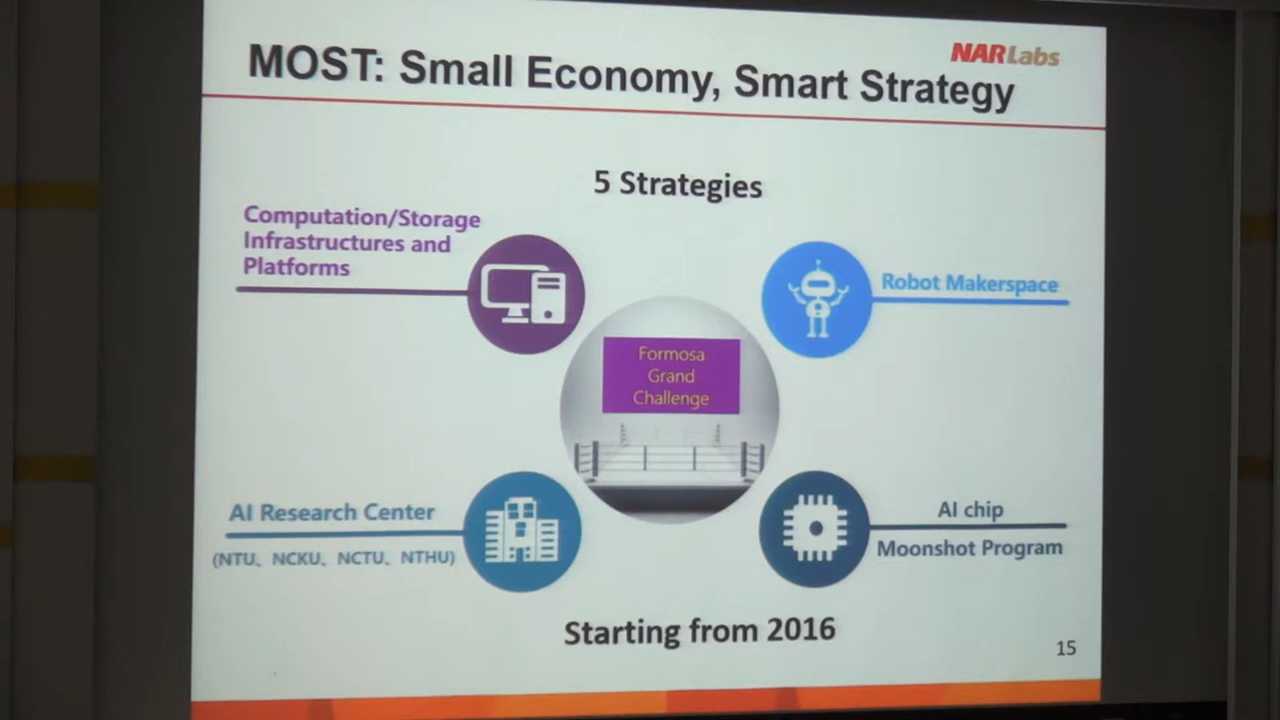 MOST: Small Economy, Smart Strategy
NARLabs
5 Strategies
Computation/Storage
Infrastructures and
Platforms
Robot Makerspace
Formosa
Grand
Challenge
AI Research Center
(NTU、NCKU、NCTU、NTHU)
AI chip
Moonshot Program
Starting from 2016
15